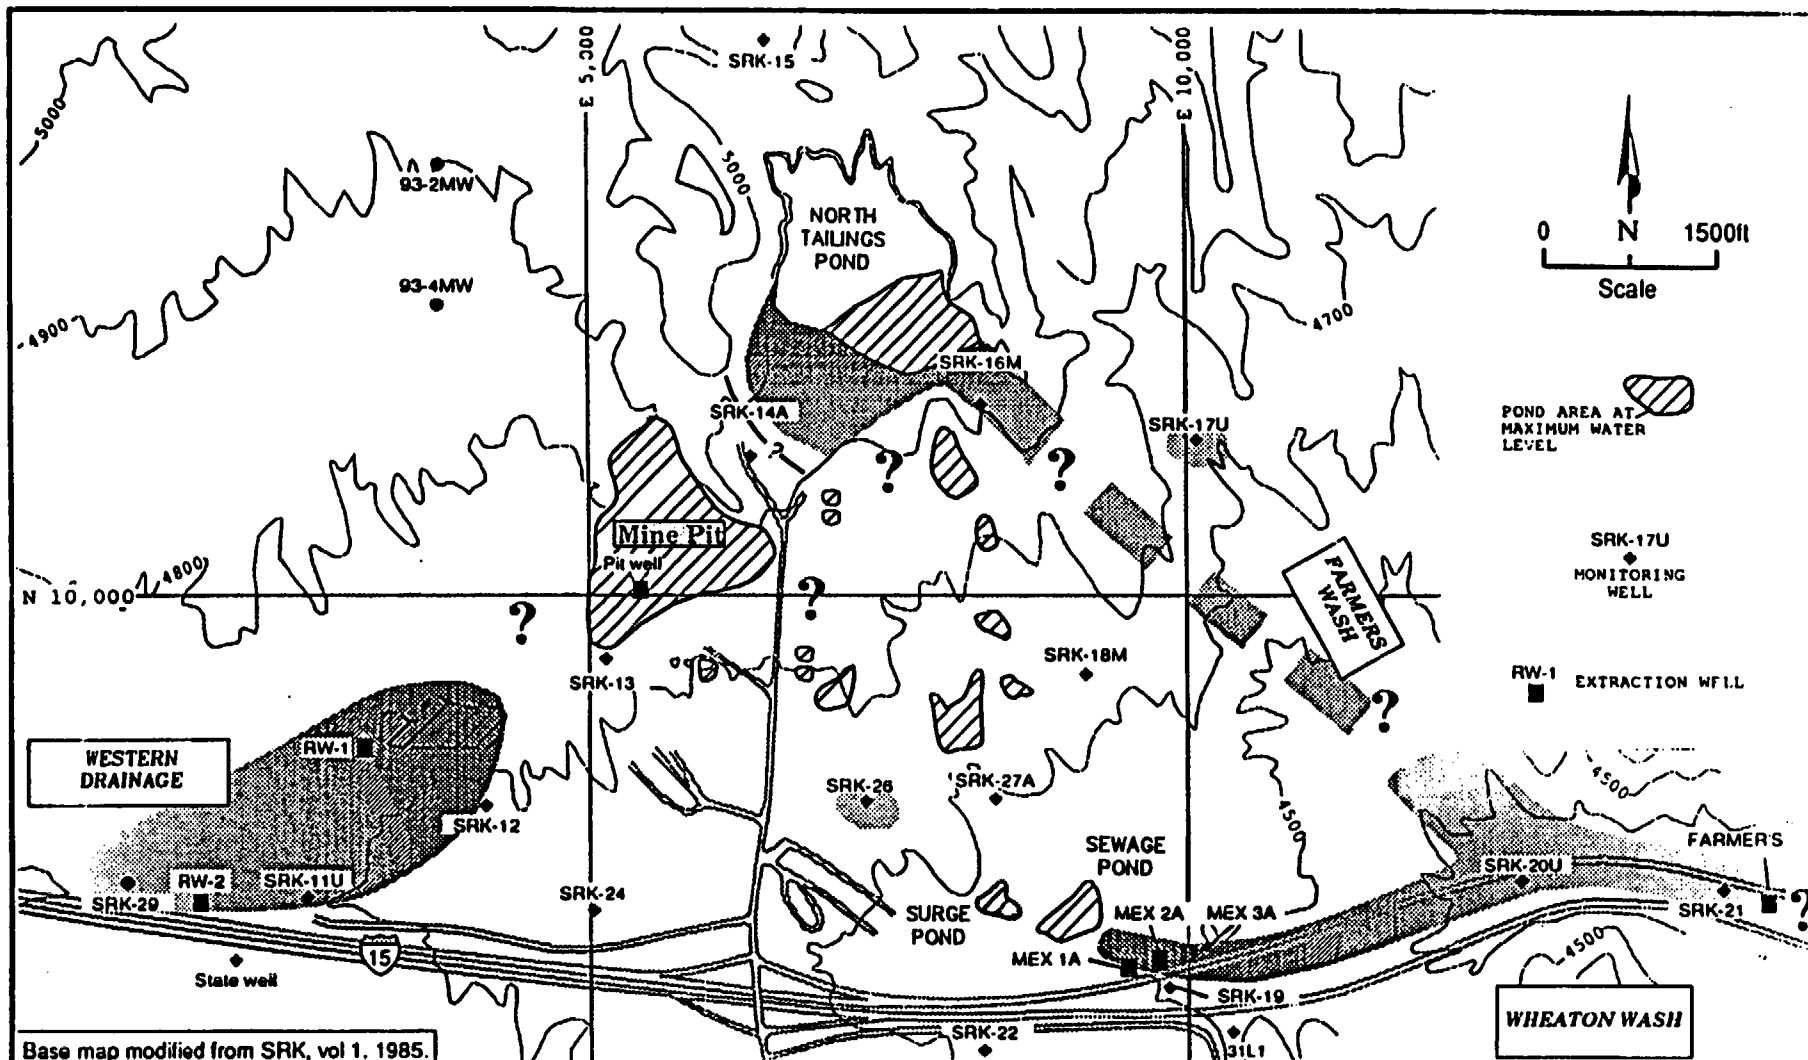 E 5,000
E 10,000
SRK-15
5000
93-2MW
5000
NORTH
TAILINGS
POND
0 N 1500ft
Scale
93-4MW
4900
4700
SRK-16M
SRK-14A
SRK-17U
POND AREA AT
MAXIMUM WATER
LEVEL
?
?
?
Mine Pit
Pit well
SRK-17U
MONITORING
WELL
FARMERS
WASH
4800
N 10,000
?
?
SRK-13
SRK-18M
RW-1
EXTRACTION WELL
?
WESTERN
DRAINAGE
RW-1
SRK-26
SRK-27A
4500
4500
SRK-12
SEWAGE
POND
FARMER'S
SRK-20U
RW-2
SRK-11U
SRK-29
SRK-24
SURGE
POND
MEX 2A
MEX 3A
SRK-21
?
15
MEX 1A
4500
State well
SRK-19
SRK-22
WHEATON WASH
31L1
Base map modified from SRK, vol 1, 1985.